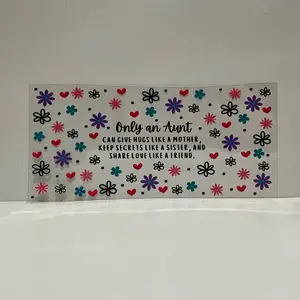 Only an Aunt
CAN GIVE HUGS LIKE A MOTHER,
KEEP SECRETS LIKE A SISTER, AND
SHARE LOVE LIKE A FRIEND.